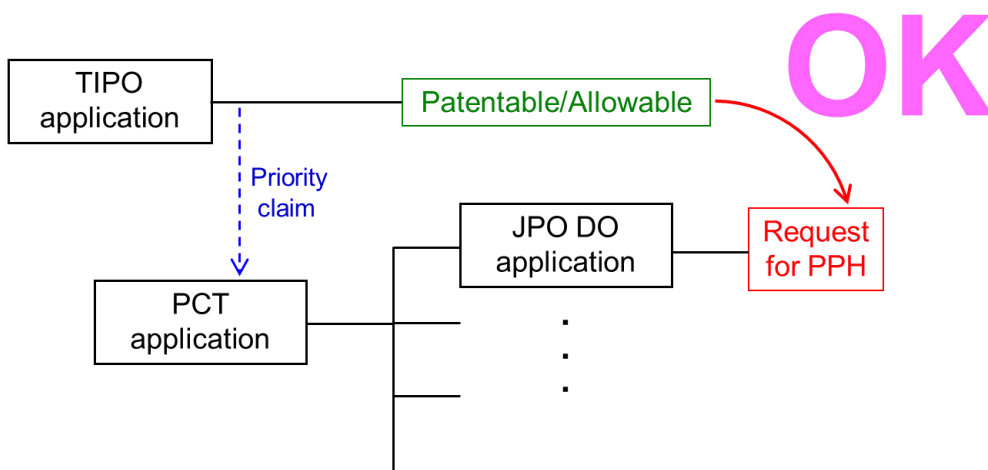 OK
TIPO
application
Patentable/Allowable
Priority
claim
JPO DO
application
Request
for PPH
PCT
application